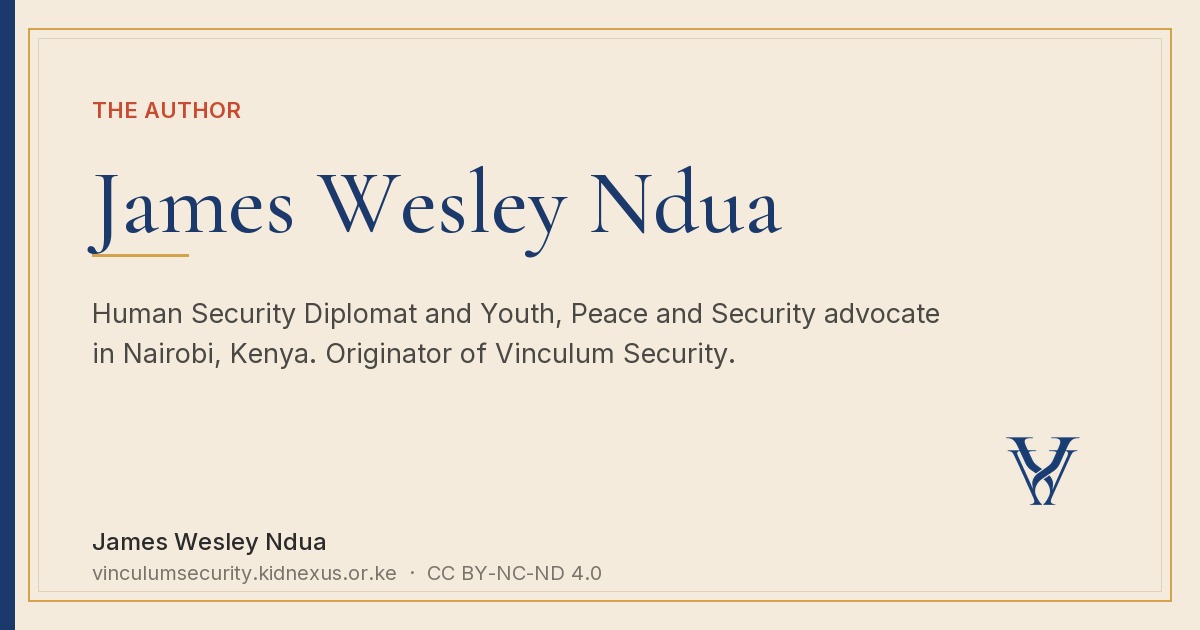 THE AUTHOR
James Wesley Ndua
Human Security Diplomat and Youth, Peace and Security advocate
in Nairobi, Kenya. Originator of Vinculum Security.
James Wesley Ndua
vinculumsecurity.kidnexus.or.ke · CC BY-NC-ND 4.0